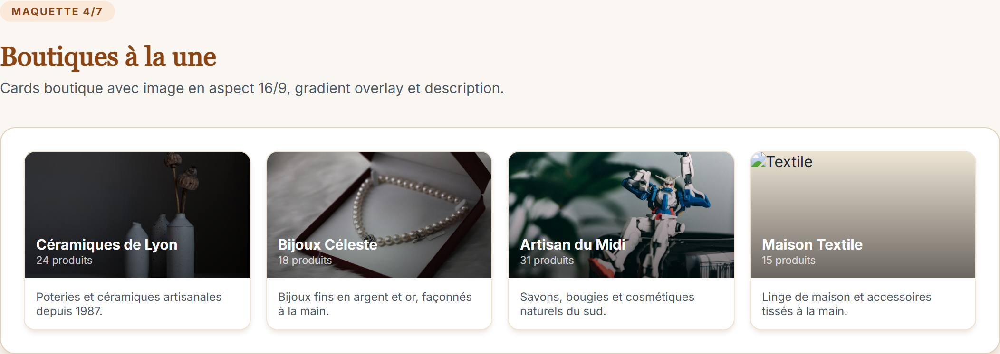 MAQUETTE 4/7
Boutiques à la une
Cards boutique avec image en aspect 16/9, gradient overlay et description.
Céramiques de Lyon
24 produits
Poteries et céramiques artisanales
depuis 1987.
Bijoux Céleste
18 produits
Bijoux fins en argent et or, façonnés
à la main.
Artisan du Midi
31 produits
Savons, bougies et cosmétiques
naturels du sud.
Textile
Maison Textile
15 produits
Linge de maison et accessoires
tissés à la main.